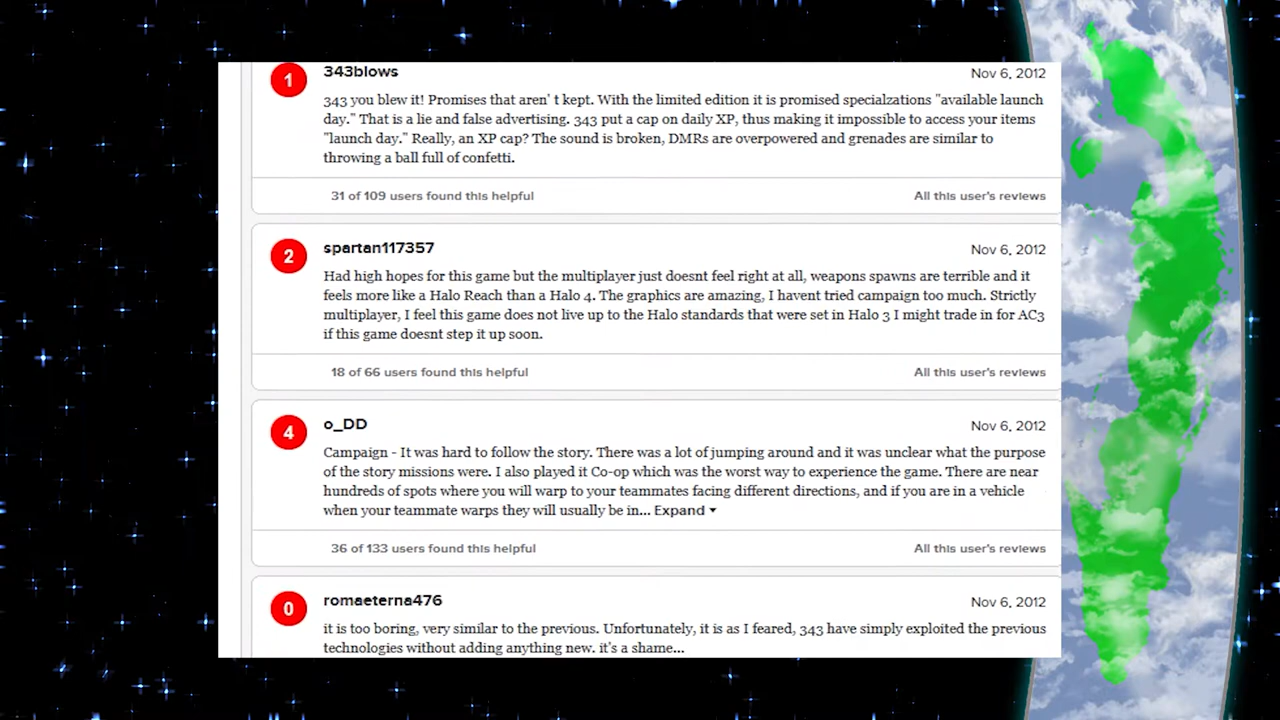 1
343blows
Nov 6, 2012
343 you blew it! Promises that aren' t kept. With the limited edition it is promised specialzations "available launch
day." That is a lie and false advertising. 343 put a cap on daily XP, thus making it impossible to access your items
"launch day." Really, an XP cap? The sound is broken, DMRs are overpowered and grenades are similar to
throwing a ball full of confetti.
31 of 109 users found this helpful
All this user's reviews
2
spartan117357
Nov 6, 2012
Had high hopes for this game but the multiplayer just doesnt feel right at all, weapons spawns are terrible and it
feels more like a Halo Reach than a Halo 4. The graphics are amazing, I havent tried campaign too much. Strictly
multiplayer, I feel this game does not live up to the Halo standards that were set in Halo 3 I might trade in for AC3
if this game doesnt step it up soon.
18 of 66 users found this helpful
All this user's reviews
4
o_DD
Nov 6, 2012
Campaign - It was hard to follow the story. There was a lot of jumping around and it was unclear what the purpose
of the story missions were. I also played it Co-op which was the worst way to experience the game. There are near
hundreds of spots where you will warp to your teammates facing different directions, and if you are in a vehicle
when your teammate warps they will usually be in... Expand
36 of 133 users found this helpful
All this user's reviews
0
romaeterna476
Nov 6, 2012
it is too boring, very similar to the previous. Unfortunately, it is as I feared, 343 have simply exploited the previous
technologies without adding anything new. it's a shame...